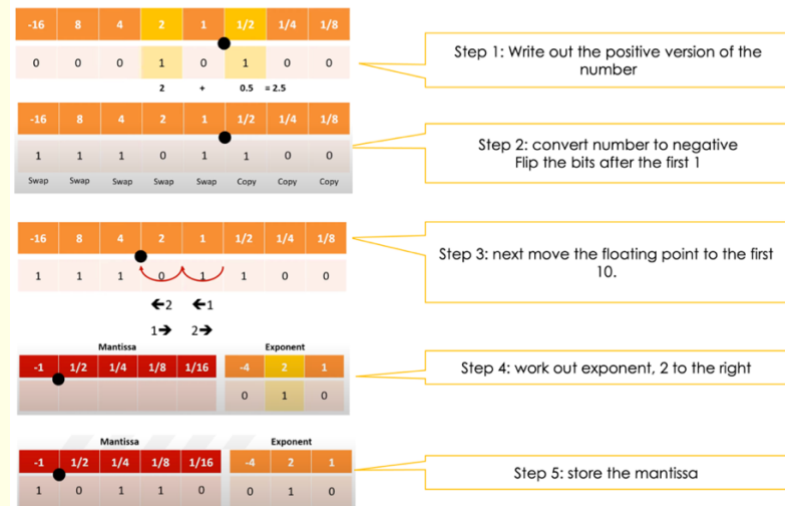 -16 8 4 2 1 1/2 1/4 1/8
0 0 0 1 0 1 0 0
2 + 0.5 = 2.5
Step 1: Write out the positive version of the
number
-16 8 4 2 1 1/2 1/4 1/8
1 1 1 0 1 1 0 0
Swap Swap Swap Swap Swap Copy Copy Copy
Step 2: convert number to negative
Flip the bits after the first 1
-16 8 4 2 1 1/2 1/4 1/8
1 1 1 0 1 1 0 0
←2 ←1
1→ 2→
Step 3: next move the floating point to the first
10.
Mantissa Exponent
-1 1/2 1/4 1/8 1/16 -4 2 1
0 1 0
Step 4: work out exponent, 2 to the right
Mantissa Exponent
-1 1/2 1/4 1/8 1/16 -4 2 1
1 0 1 1 0 0 1 0
Step 5: store the mantissa